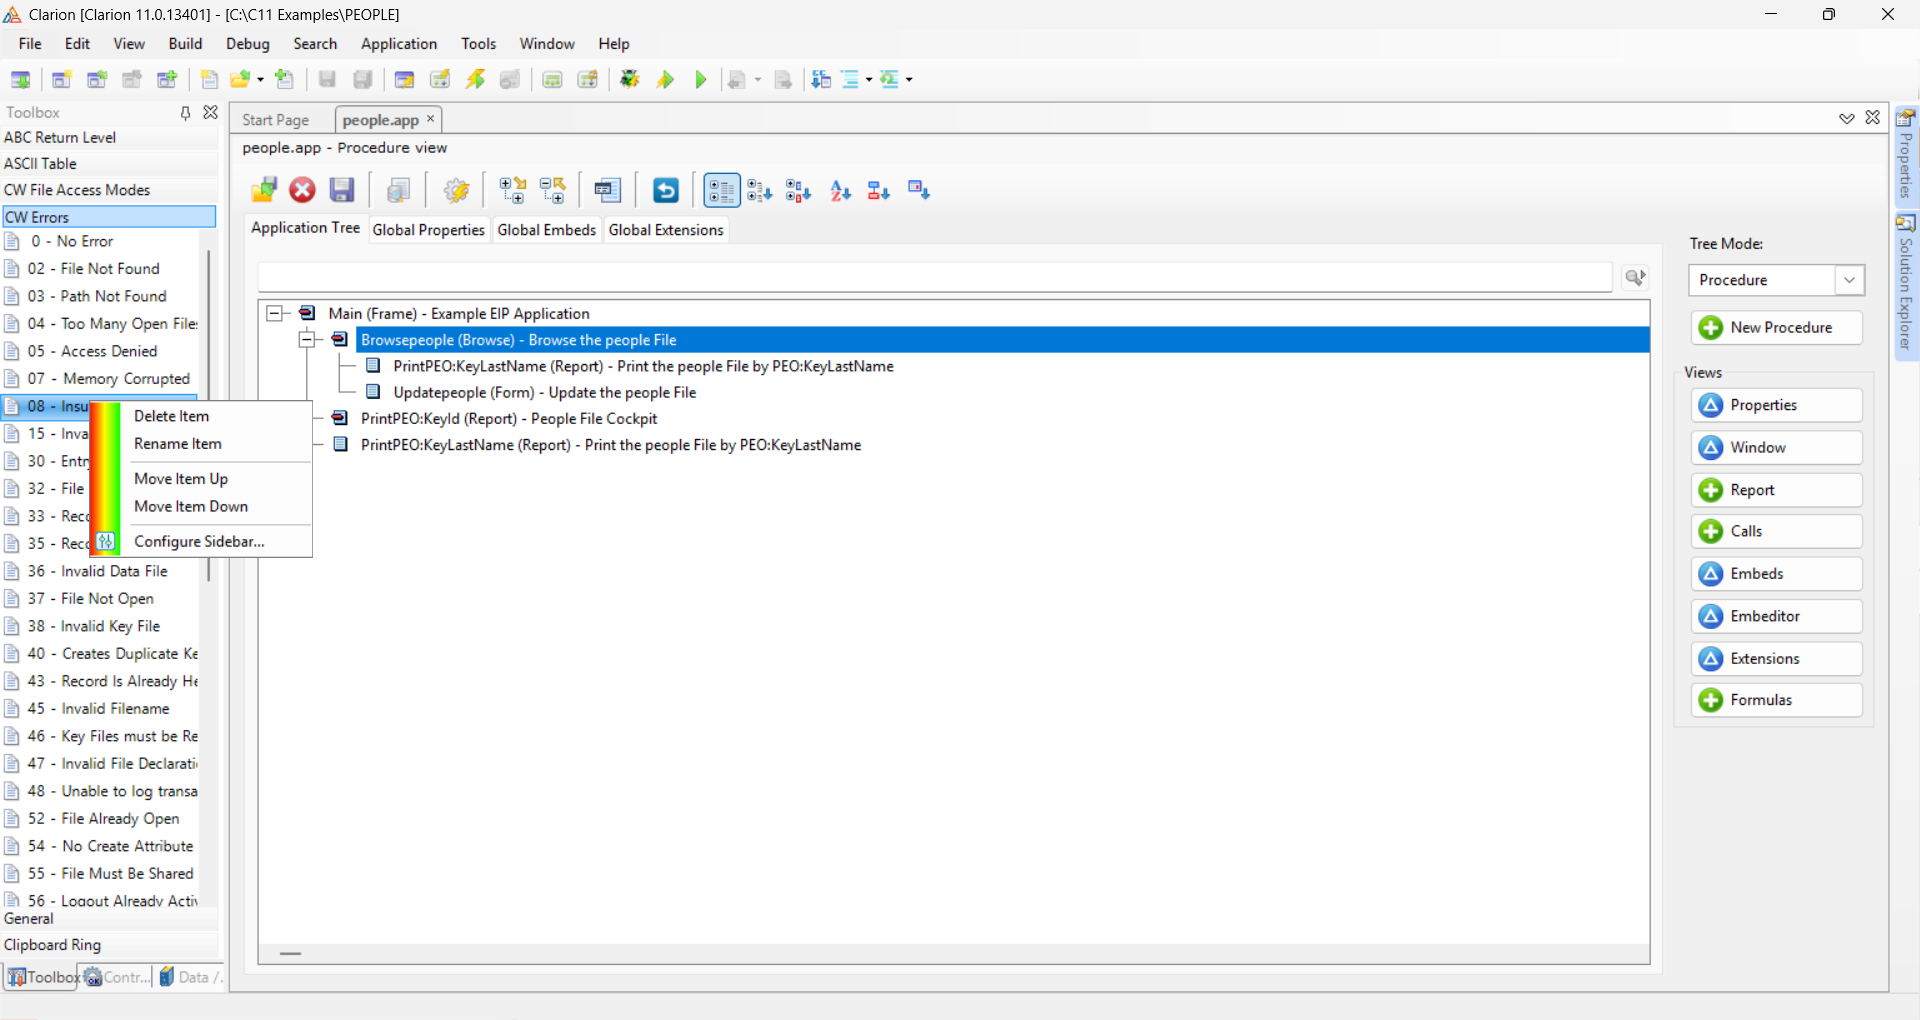 Clarion [Clarion 11.0.13401] - [C:\C11 Examples\PEOPLE]
File Edit View Build Debug Search Application Tools Window Help
Toolbox
ABC Return Level
ASCII Table
CW File Access Modes
CW Errors
0 - No Error
02 - File Not Found
03 - Path Not Found
04 - Too Many Open File
05 - Access Denied
07 - Memory Corrupted
08 - Insu
15 - Inva
30 - Entry
32 - File
33 - Reco
35 - Reco
36 - Invalid Data File
37 - File Not Open
38 - Invalid Key File
40 - Creates Duplicate Ke
43 - Record Is Already He
45 - Invalid Filename
46 - Key Files must be Re
47 - Invalid File Declarati
48 - Unable to log transa
52 - File Already Open
54 - No Create Attribute
55 - File Must Be Shared
56 - Logout Already Activ
General
Clipboard Ring
Toolbox Contr... Data /.
Delete Item
Rename Item
Move Item Up
Move Item Down
Configure Sidebar...
Start Page people.app
people.app - Procedure view
Application Tree Global Properties Global Embeds Global Extensions
Main (Frame) - Example EIP Application
Browsepeople (Browse) - Browse the people File
PrintPEO:KeyLastName (Report) - Print the people File by PEO:KeyLastName
Updatepeople (Form) - Update the people File
PrintPEO:KeyId (Report) - People File Cockpit
PrintPEO:KeyLastName (Report) - Print the people File by PEO:KeyLastName
Tree Mode:
Procedure
New Procedure
Views
Properties
Window
Report
Calls
Embeds
Embeditor
Extensions
Formulas
Properties
Solution Explorer